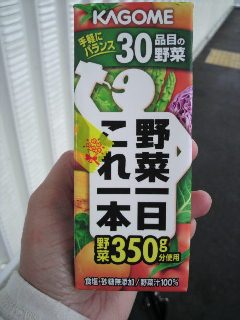 KAGOME
手軽に
バランス
30品目の野菜
野菜一日
これ一本
野菜350g分使用
食塩・砂糖無添加/野菜汁100%